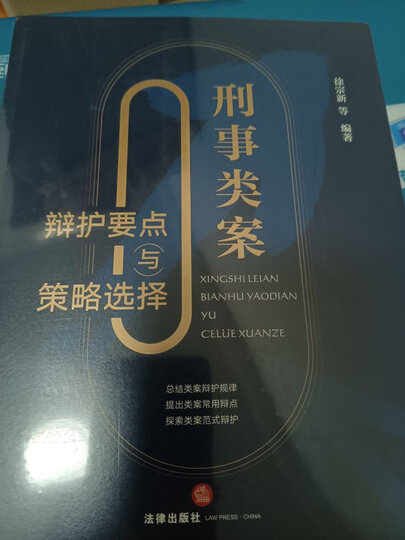 徐宗新 等 编著
刑事类案
辩护要点
与
策略选择
XINGSHI LEIAN
BIANHU YAODIAN
YU
CELÜE XUANZE
总结类案辩护规律
提出类案常用辩点
探索类案范式辩护
法律出版社 LAW PRESS·CHINA